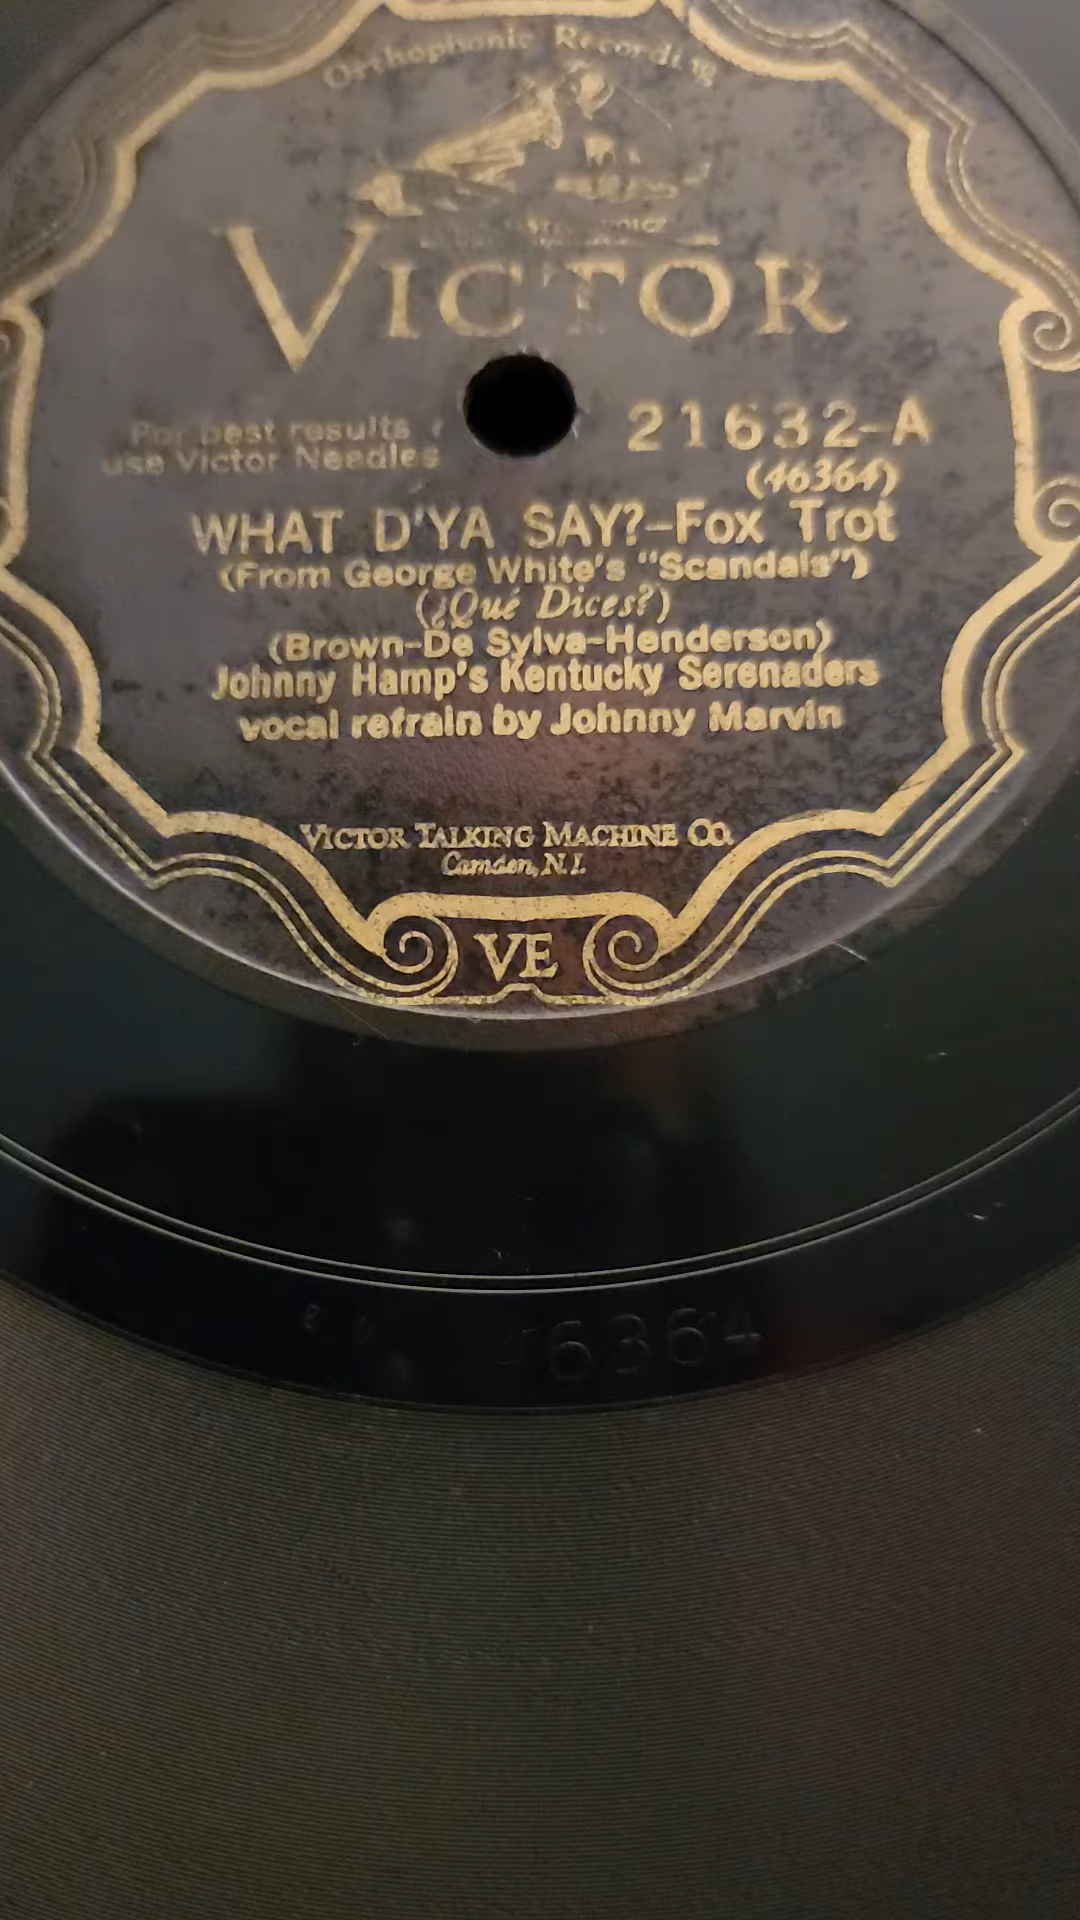 Orthophonic Recording
VICTOR
For best results
use Victor Needles
21632-A
(46364)
WHAT D'YA SAY?-Fox Trot
(From George White's "Scandals")
(¿Qué Dices?)
(Brown-De Sylva-Henderson)
Johnny Hamp's Kentucky Serenaders
vocal refrain by Johnny Marvin
VICTOR TALKING MACHINE CO.
Camden, N.J.
VE
46364